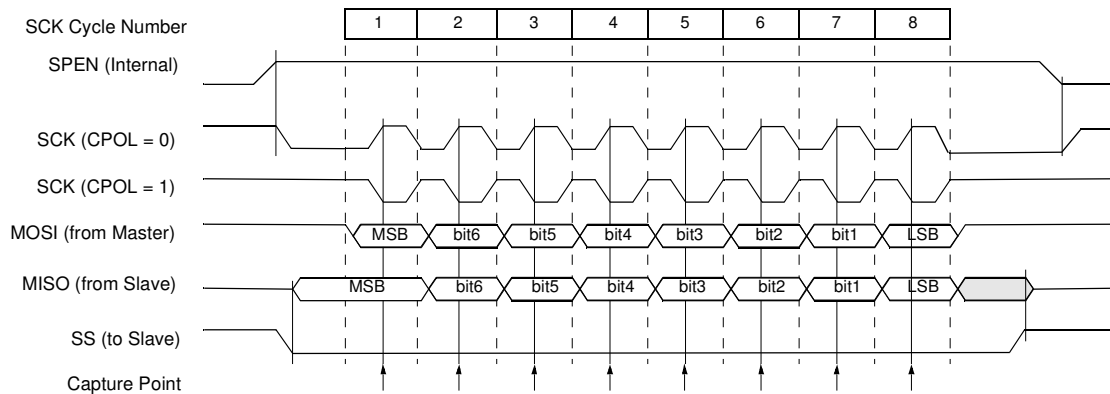 SCK Cycle Number 1 2 3 4 5 6 7 8
SPEN (Internal)
SCK (CPOL = 0)
SCK (CPOL = 1)
MOSI (from Master) MSB bit6 bit5 bit4 bit3 bit2 bit1 LSB
MISO (from Slave) MSB bit6 bit5 bit4 bit3 bit2 bit1 LSB
SS (to Slave)
Capture Point